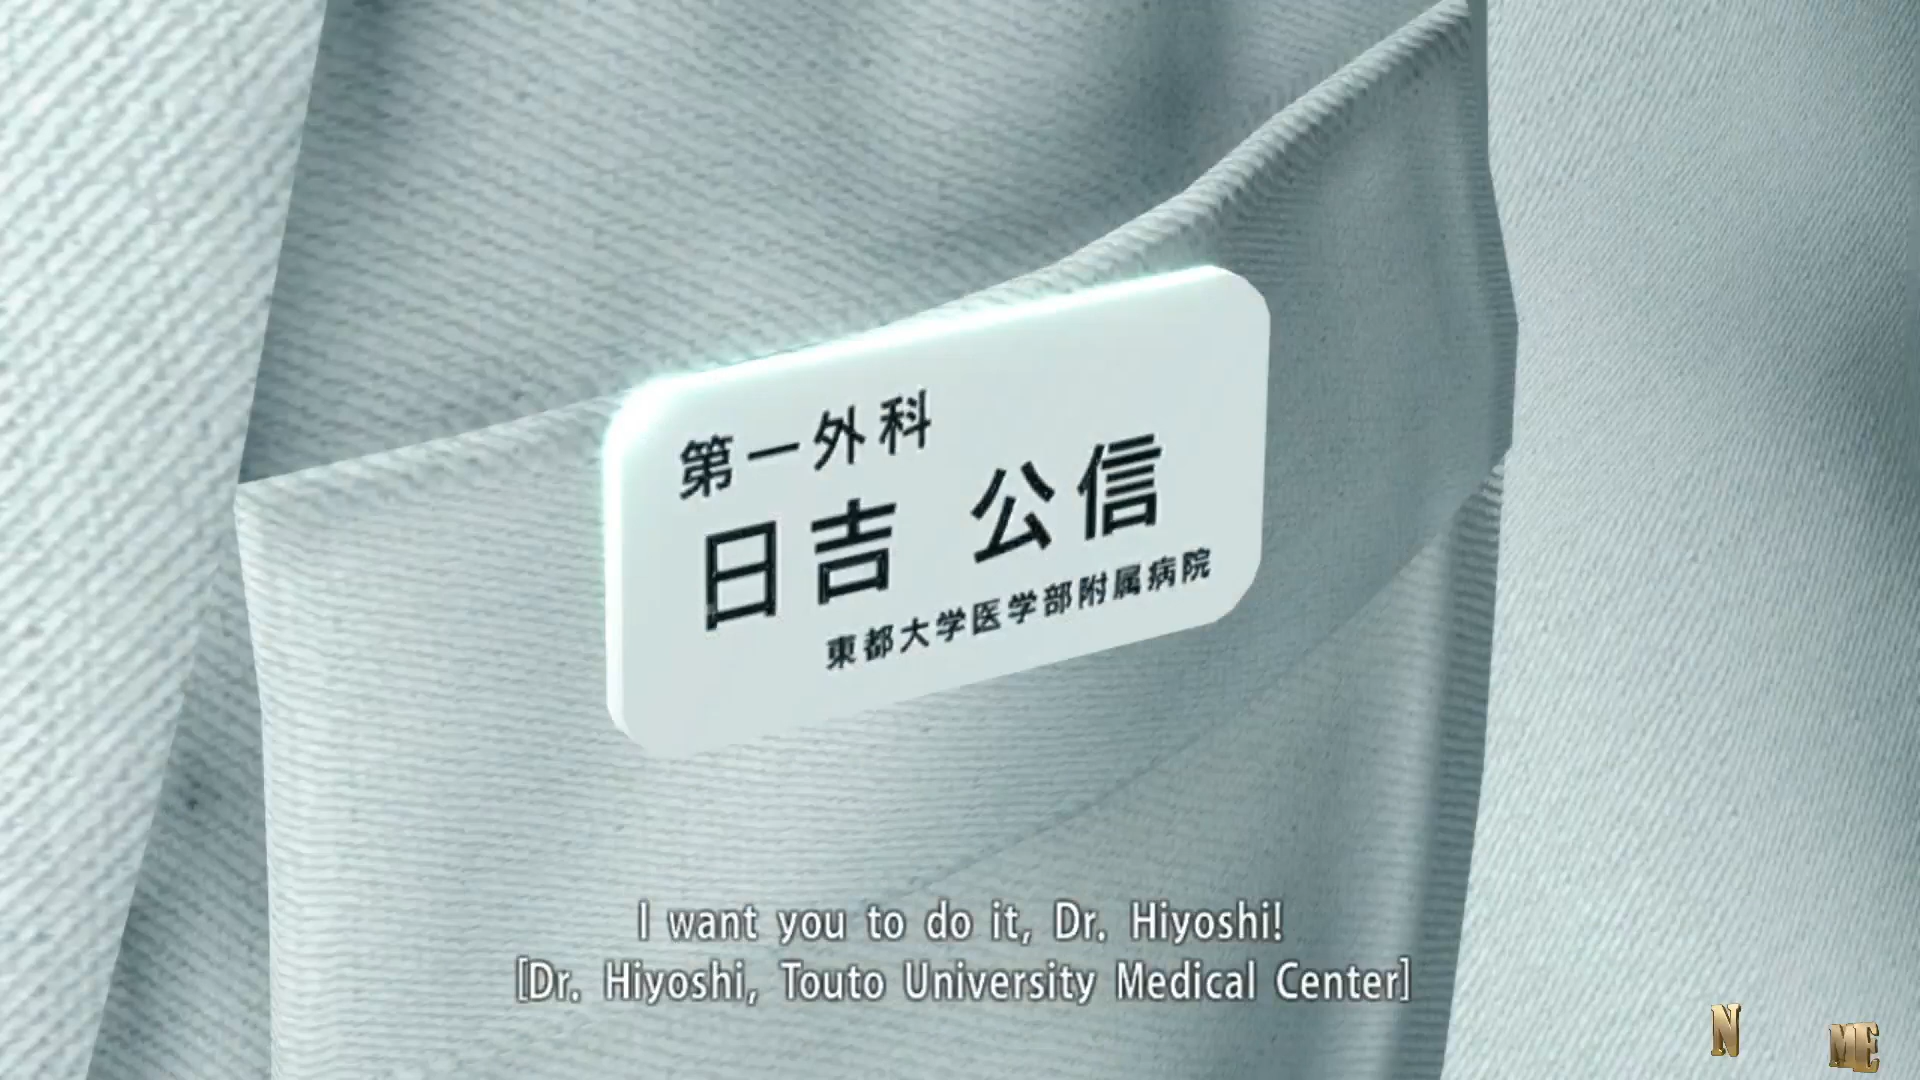 第一外科
日吉 公信
東都大学医学部附属病院
I want you to do it, Dr. Hiyoshi!
[Dr. Hiyoshi, Touto University Medical Center]
N ME